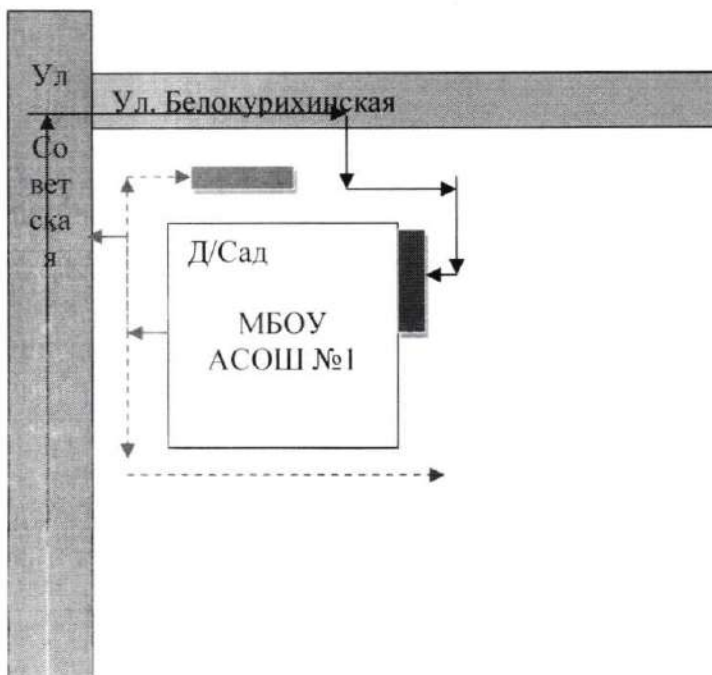 Ул
Со
вет
ска
я
Ул. Белокурихинская
Д/Сад
МБОУ
АСОШ №1